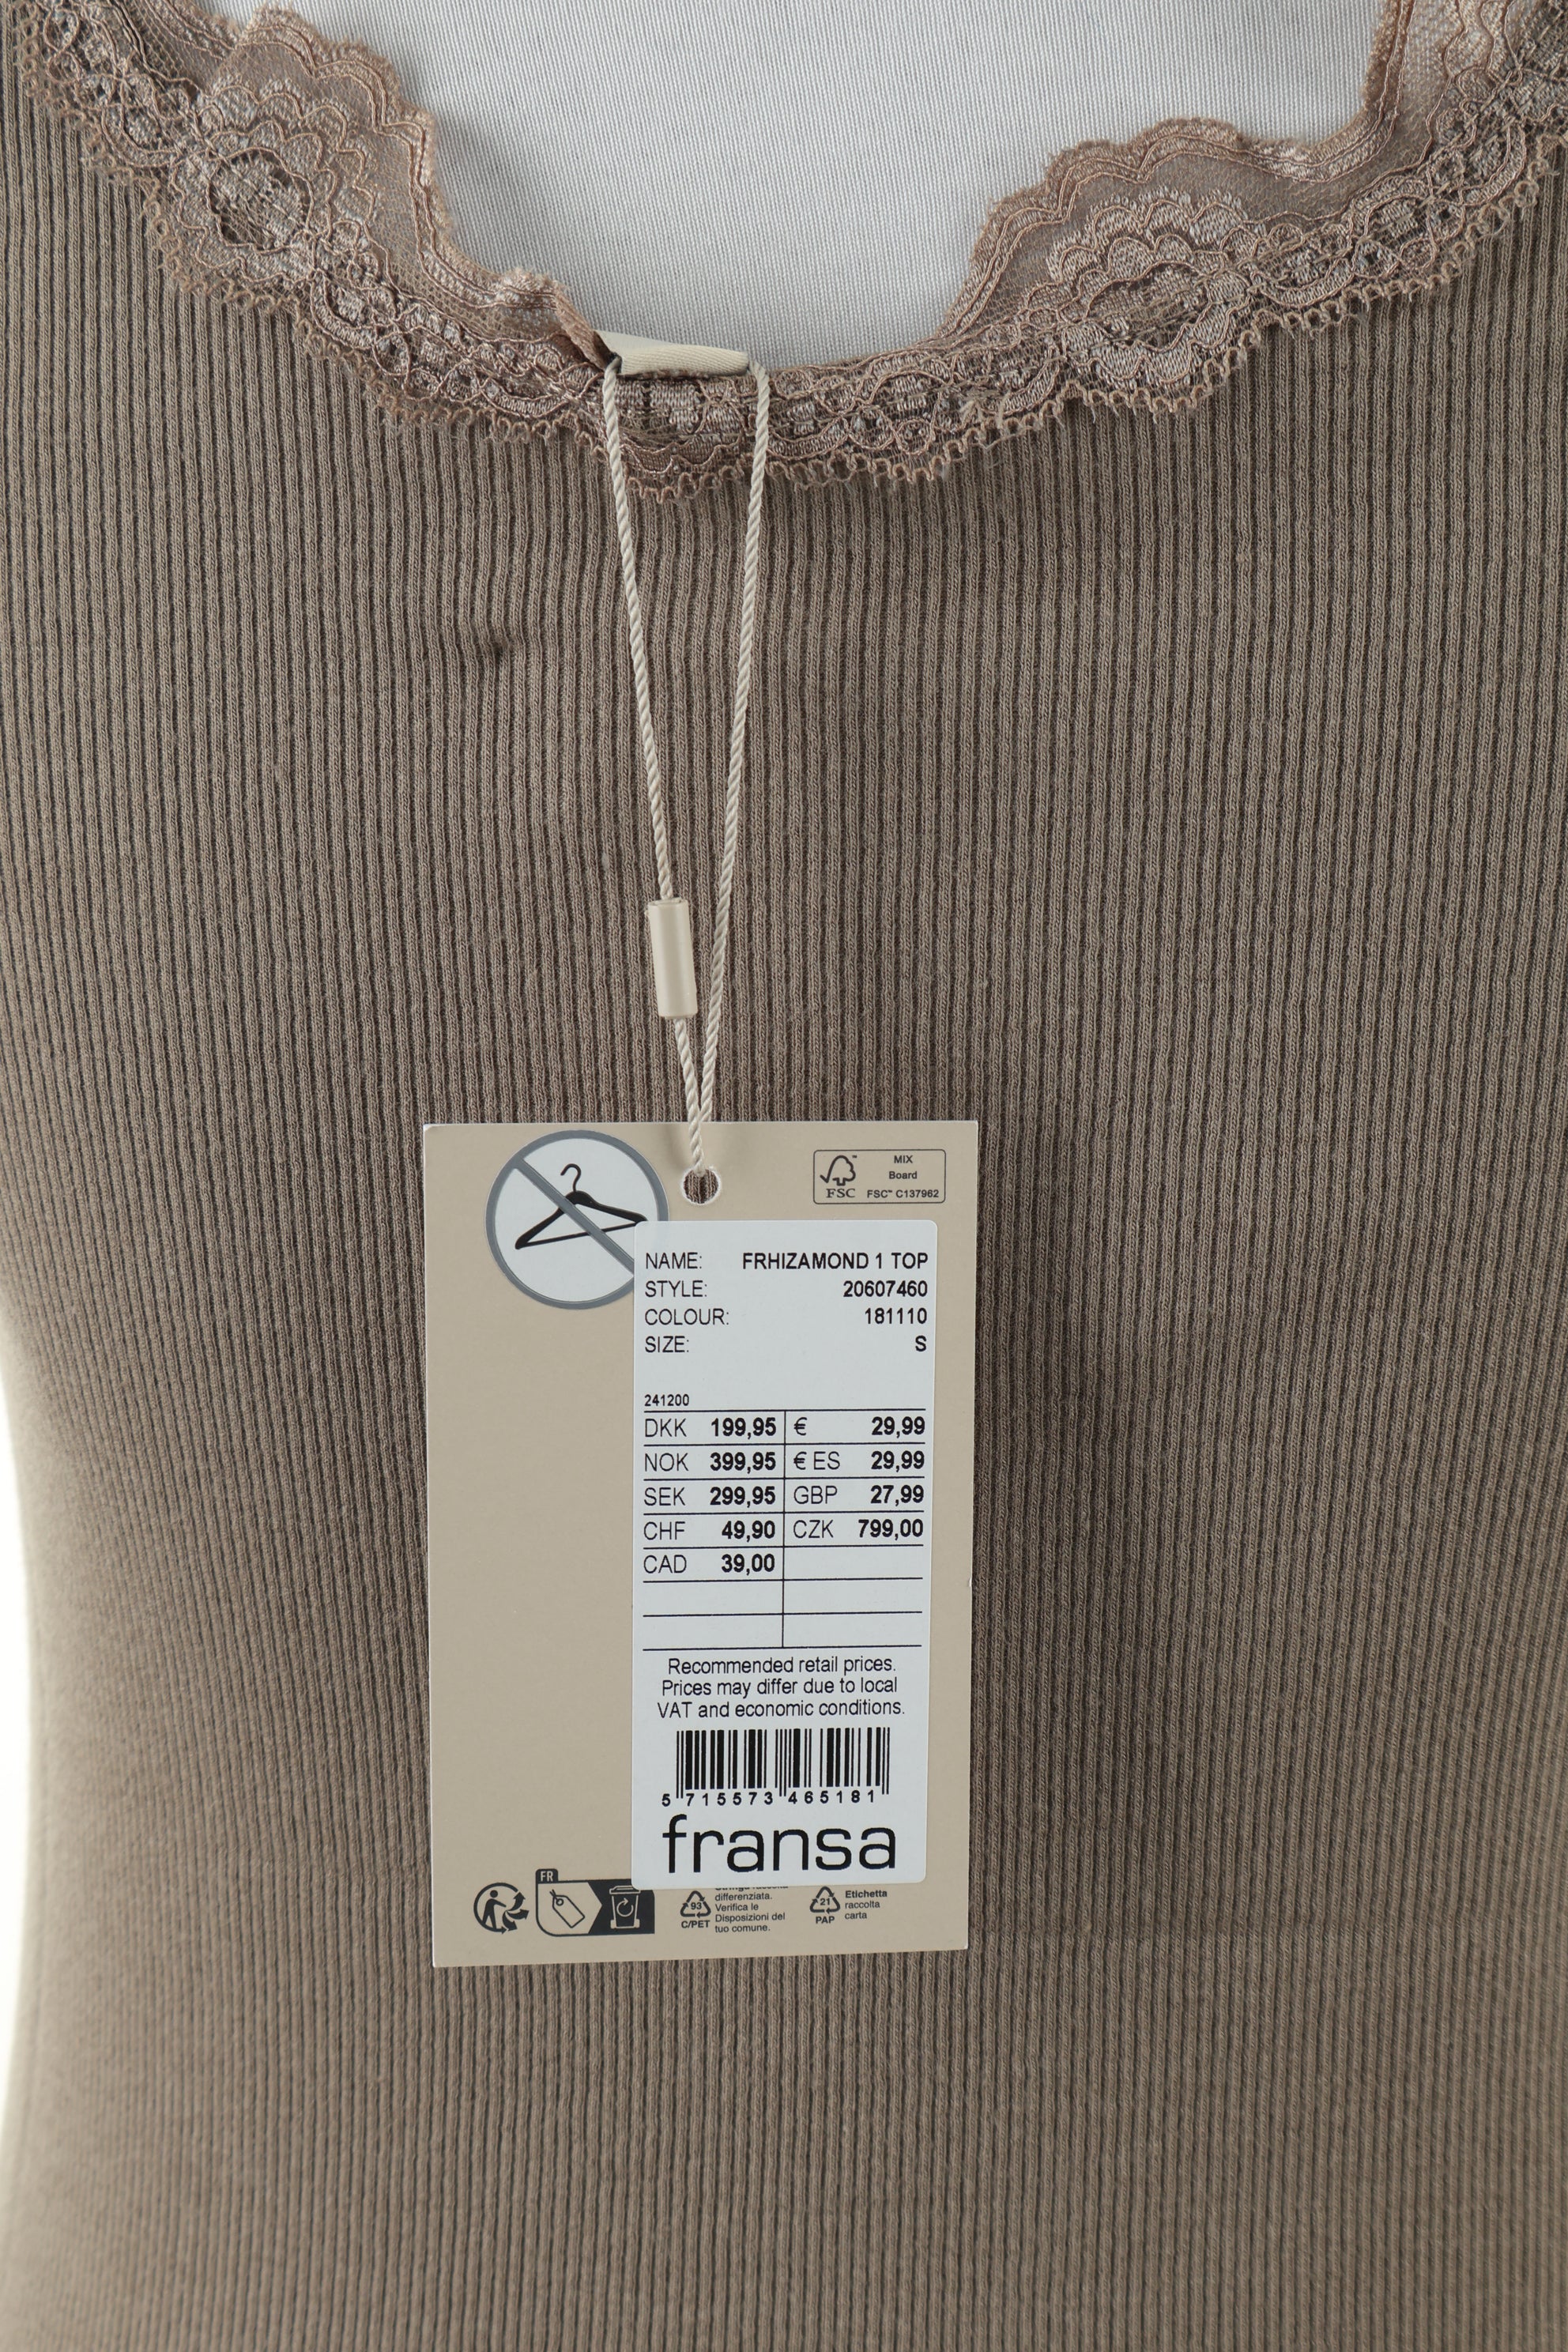 FSC™
MIX
Board
FSC™ C137962
NAME: FRHIZAMOND 1 TOP
STYLE: 20607460
COLOUR: 181110
SIZE: S
241200
DKK 199,95 € 29,99
NOK 399,95 € ES 29,99
SEK 299,95 GBP 27,99
CHF 49,90 CZK 799,00
CAD 39,00
Recommended retail prices.
Prices may differ due to local
VAT and economic conditions.
5 715573 465181
fransa
FR
93
C/PET
differenziata.
Verifica le
Disposizioni del
tuo comune.
21
PAP
Etichetta
raccolta
carta